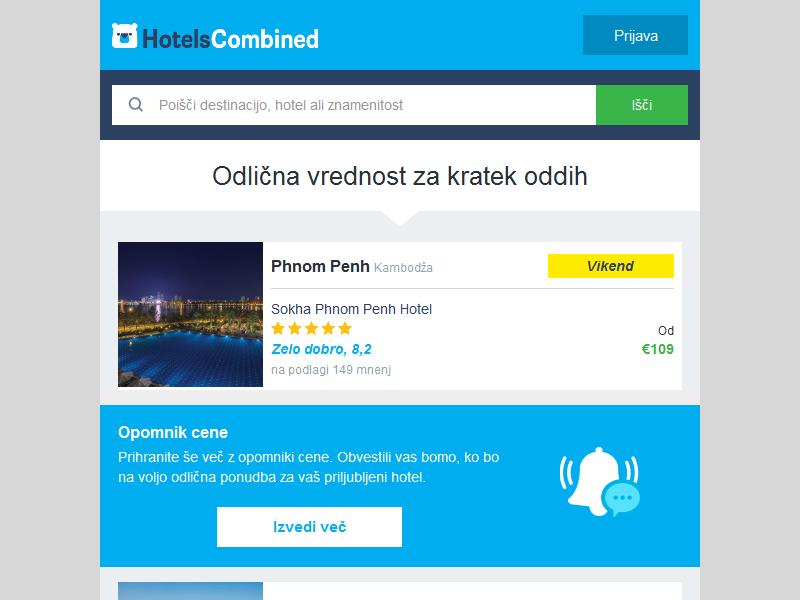 HotelsCombined
Prijava
Poišči destinacijo, hotel ali znamenitost
Išči
Odlična vrednost za kratek oddih
Phnom Penh Kambodža
Vikend
Sokha Phnom Penh Hotel
Zelo dobro, 8,2
na podlagi 149 mnenj
Od
€109
Opomnik cene
Prihranite še več z opomniki cene. Obvestili vas bomo, ko bo
na voljo odlična ponudba za vaš priljubljeni hotel.
Izvedi več